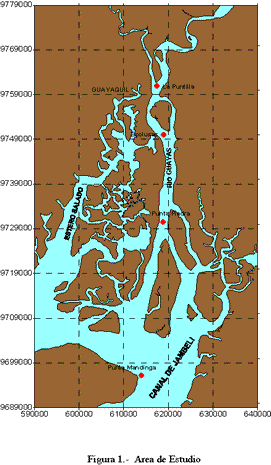 9779000
9769000
La Puntilla
GUAYAQUIL
9759000
9749000
RIO GUAYAS
9739000
ESTERO SALADO
Punta Piedra
9729000
9719000
9709000
CANAL DE JAMBELI
9699000
Punta Mandinga
9689000
590000 600000 610000 620000 630000 640000
Figura 1.- Area de Estudio